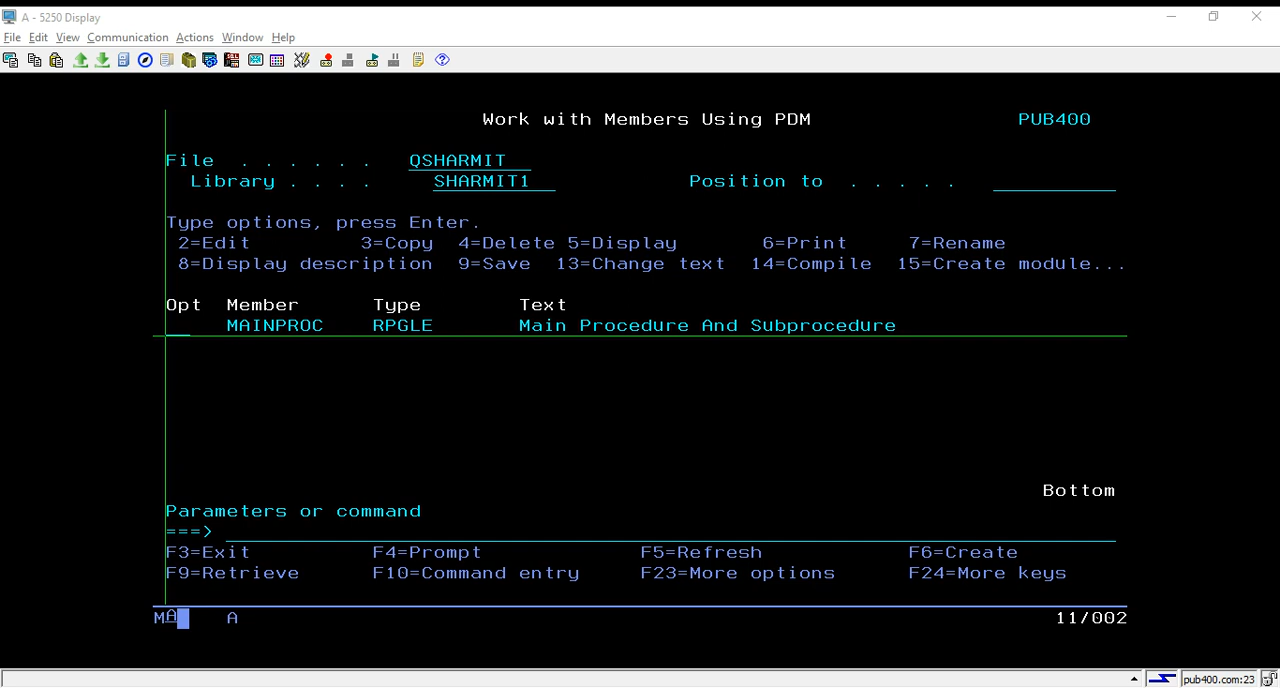 A - 5250 Display
File Edit View Communication Actions Window Help
Work with Members Using PDM PUB400
File . . . . . . QSHARMIT
Library . . . . SHARMIT1 Position to . . . . .
Type options, press Enter.
2=Edit 3=Copy 4=Delete 5=Display 6=Print 7=Rename
8=Display description 9=Save 13=Change text 14=Compile 15=Create module...
Opt Member Type Text
MAINPROC RPGLE Main Procedure And Subprocedure
Bottom
Parameters or command
===>
F3=Exit F4=Prompt F5=Refresh F6=Create
F9=Retrieve F10=Command entry F23=More options F24=More keys
MA A 11/002
pub400.com:23